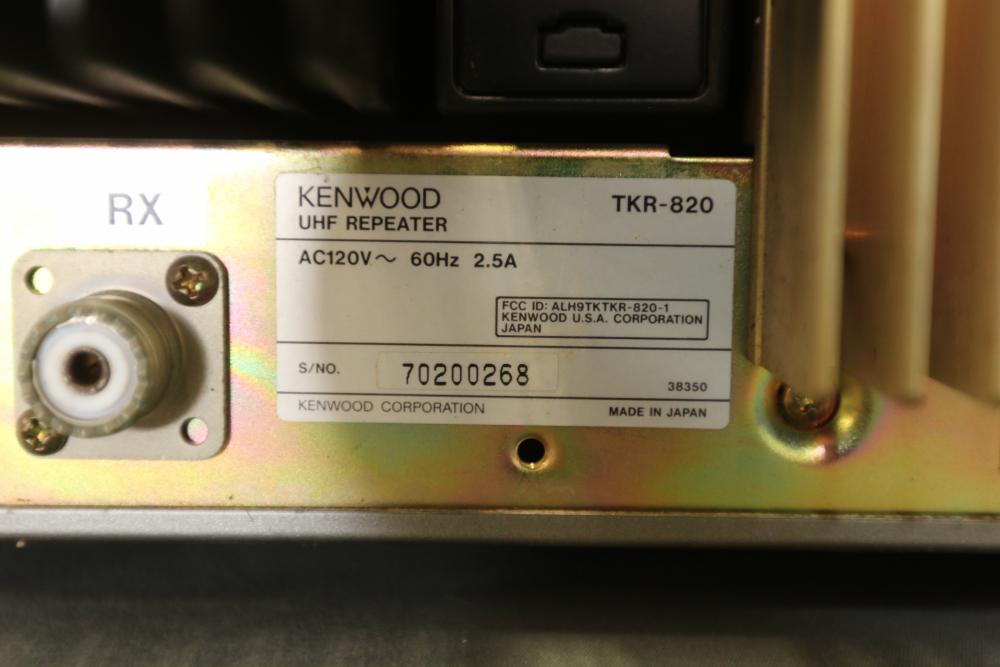 RX
KENWOOD TKR-820
UHF REPEATER
AC120V～ 60Hz 2.5A
FCC ID: ALH9TKTKR-820-1
KENWOOD U.S.A. CORPORATION
JAPAN
S/NO. 70200268
38350
KENWOOD CORPORATION MADE IN JAPAN